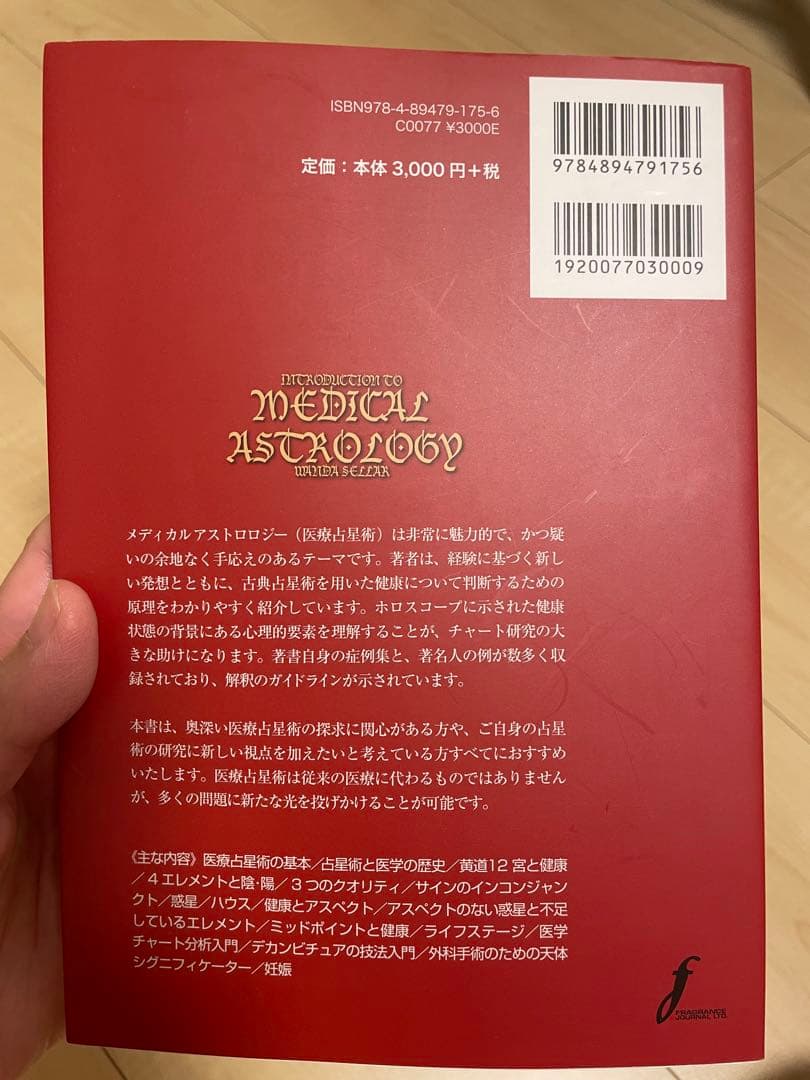 ISBN978-4-89479-175-6
C0077 ¥3000E
定価：本体3,000円＋税
9784894791756
1920077030009
INTRODUCTION TO
MEDICAL
ASTROLOGY
WANDA SELLAR
メディカルアストロロジー（医療占星術）は非常に魅力的で、かつ疑
いの余地なく手応えのあるテーマです。著者は、経験に基づく新し
い発想とともに、古典占星術を用いた健康について判断するための
原理をわかりやすく紹介しています。ホロスコープに示された健康
状態の背景にある心理的要素を理解することが、チャート研究の大
きな助けになります。著書自身の症例集と、著名人の例が数多く収
録されており、解釈のガイドラインが示されています。
本書は、奥深い医療占星術の探求に関心がある方や、ご自身の占星
術の研究に新しい視点を加えたいと考えている方すべてにおすすめ
いたします。医療占星術は従来の医療に代わるものではありません
が、多くの問題に新たな光を投げかけることが可能です。
《主な内容》医療占星術の基本／占星術と医学の歴史／黄道12宮と健康
／4エレメントと陰・陽／3つのクオリティ／サインのインコンジャン
クト／惑星／ハウス／健康とアスペクト／アスペクトのない惑星と不足
しているエレメント／ミッドポイントと健康／ライフステージ／医学
チャート分析入門／デカンビチュアの技法入門／外科手術のための天体
シグニフィケーター／妊娠
f
FRAGRANCE
JOURNAL LTD.